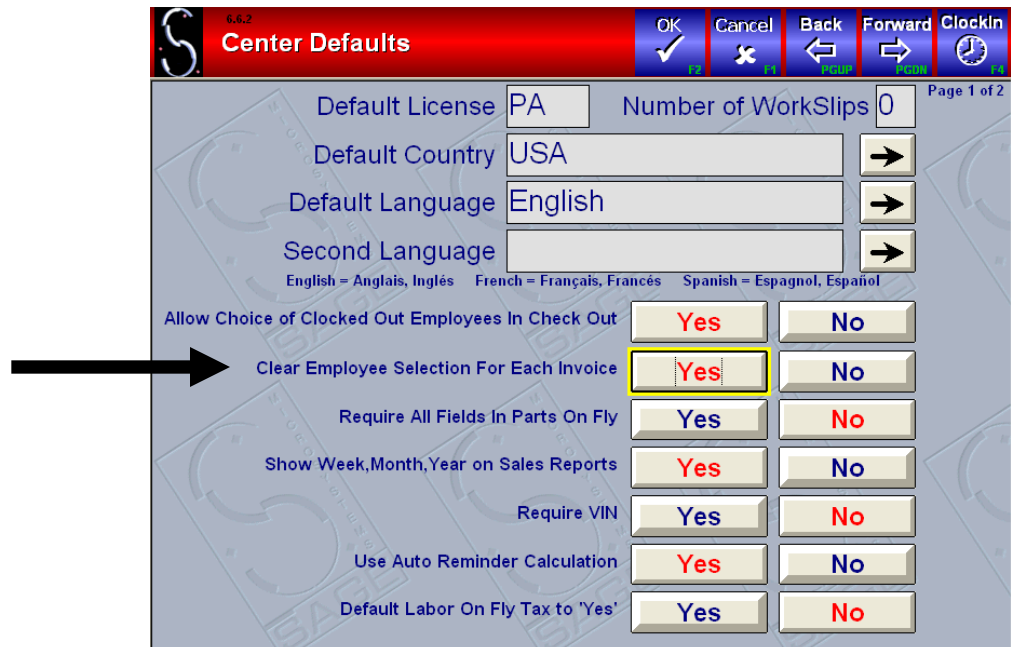 6.6.2
Center Defaults
OK
F2
Cancel
F1
Back
PGUP
Forward
PGDN
ClockIn
F4
Page 1 of 2
Default License PA Number of WorkSlips 0
Default Country USA
Default Language English
Second Language
English = Anglais, Inglés French = Français, Francés Spanish = Espagnol, Español
Allow Choice of Clocked Out Employees In Check Out Yes No
Clear Employee Selection For Each Invoice Yes No
Require All Fields In Parts On Fly Yes No
Show Week,Month,Year on Sales Reports Yes No
Require VIN Yes No
Use Auto Reminder Calculation Yes No
Default Labor On Fly Tax to 'Yes' Yes No